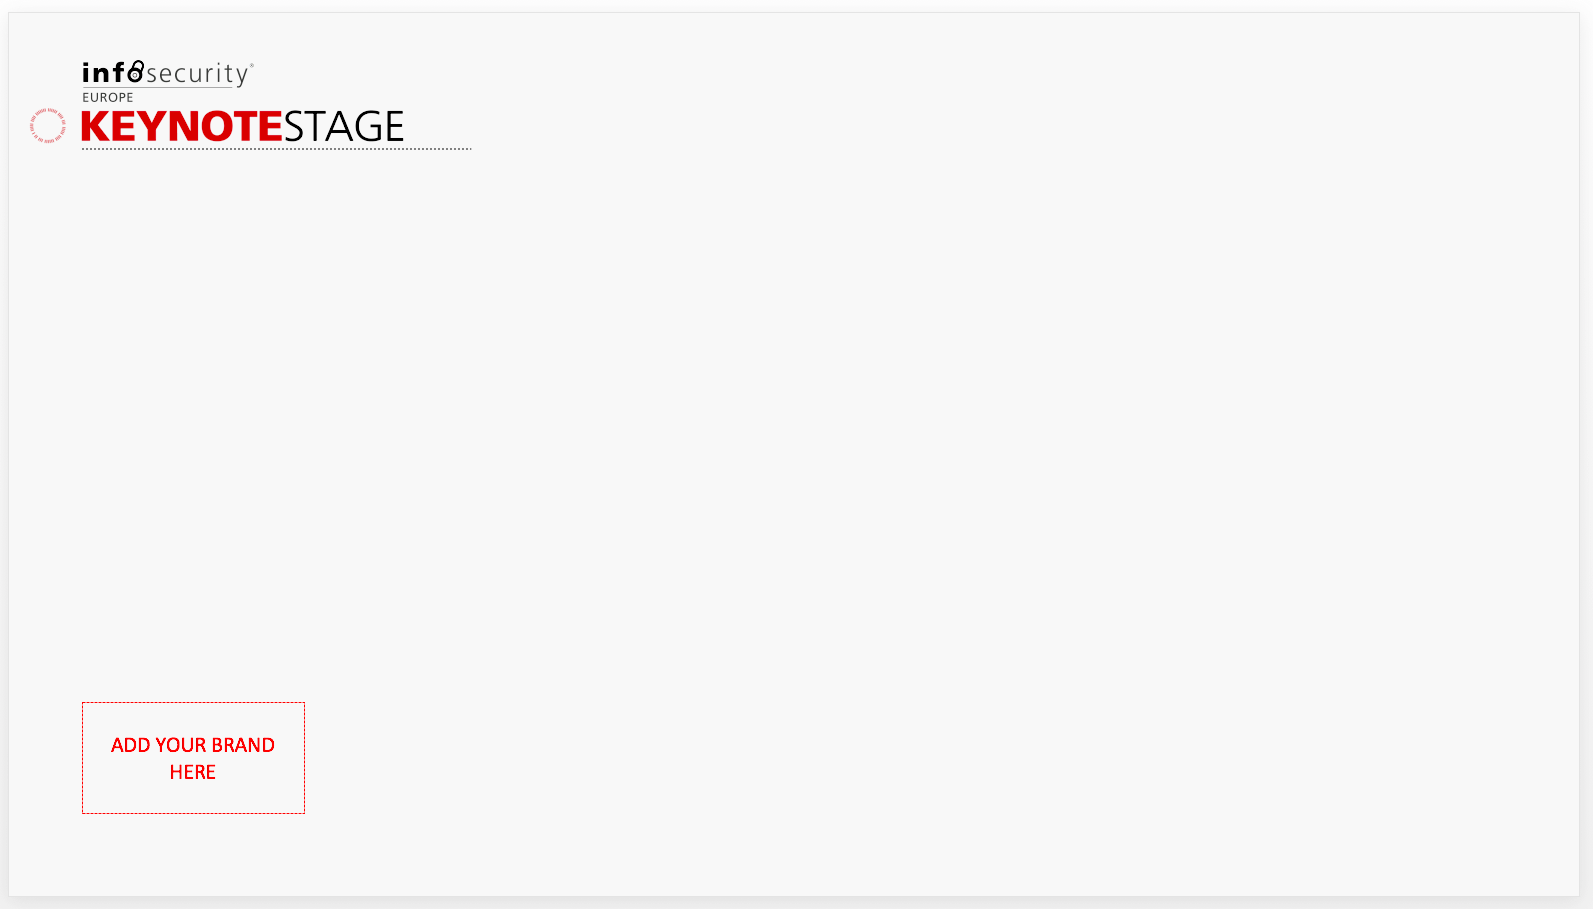 infosecurity®
EUROPE
KEYNOTESTAGE
ADD YOUR BRAND
HERE